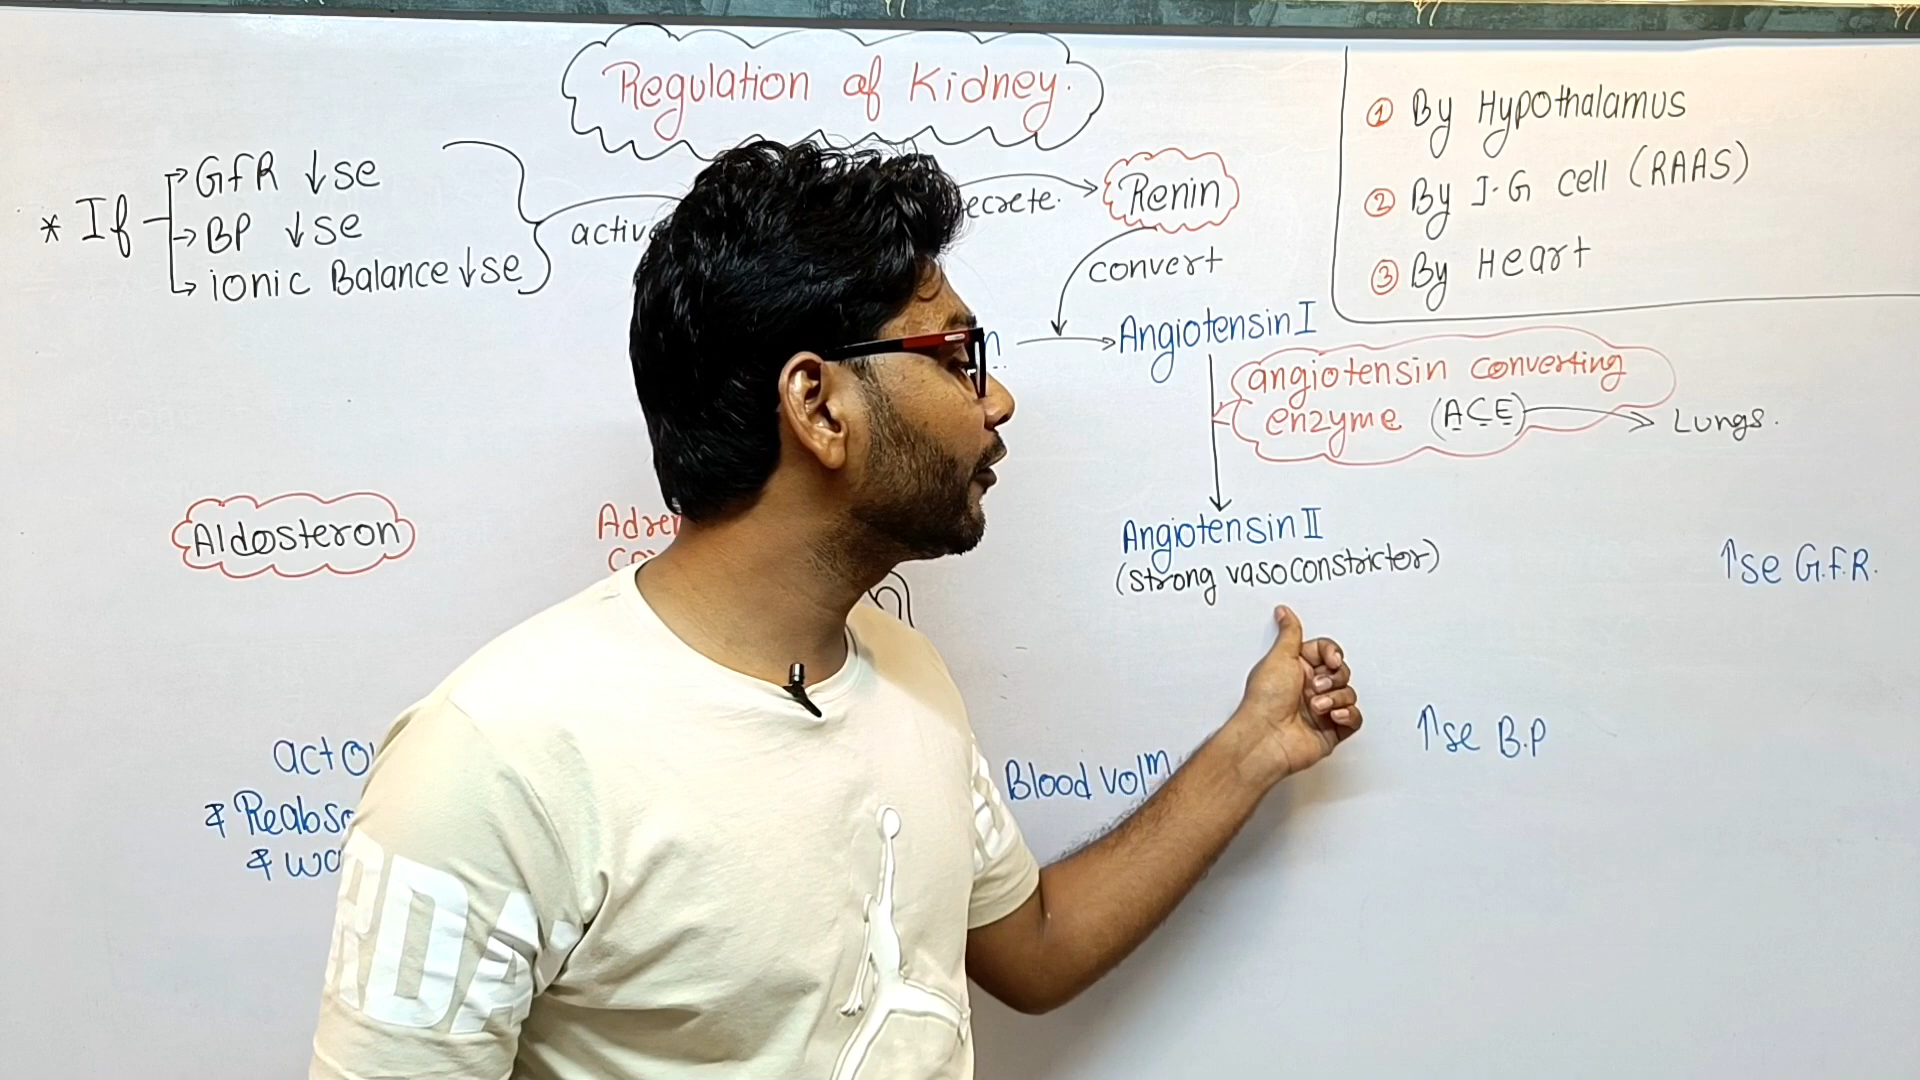 Regulation of Kidney.
① By Hypothalamus
② By J.G cell (RAAS)
③ By Heart
* If
→ GfR ↓se
→ BP ↓se
→ ionic Balance ↓se
Renin
convert
Angiotensin I
angiotensin converting
enzyme (ACE)
Lungs.
Angiotensin II
(strong vasoconstrictor)
Aldosteron
↑se G.f.R.
↑se B.P
Blood volm